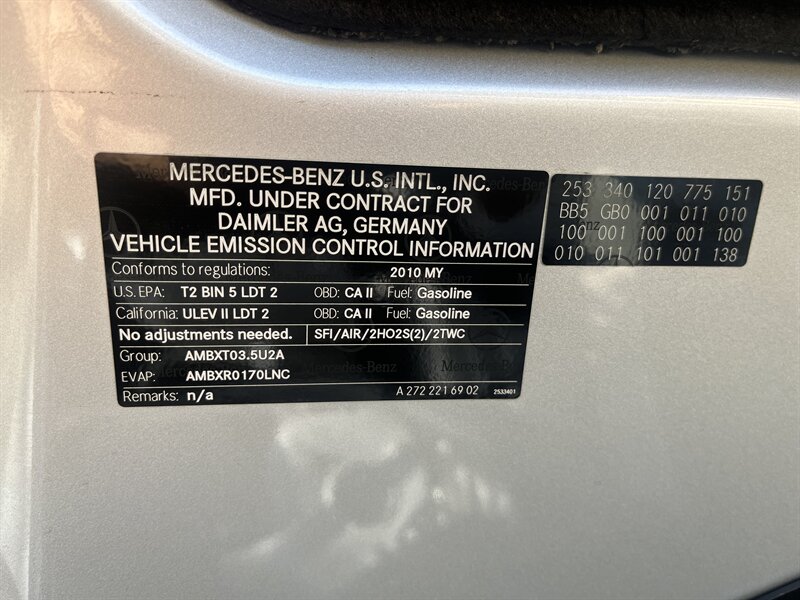 MERCEDES-BENZ U.S. INTL., INC.
MFD. UNDER CONTRACT FOR
DAIMLER AG, GERMANY
VEHICLE EMISSION CONTROL INFORMATION
Conforms to regulations: 2010 MY
U.S. EPA: T2 BIN 5 LDT 2 OBD: CA II Fuel: Gasoline
California: ULEV II LDT 2 OBD: CA II Fuel: Gasoline
No adjustments needed. SFI/AIR/2HO2S(2)/2TWC
Group: AMBXT03.5U2A
EVAP: AMBXR0170LNC
Remarks: n/a A 272 221 69 02 2533401
253 340 120 775 151
BB5 GB0 001 011 010
100 001 100 001 100
010 011 101 001 138